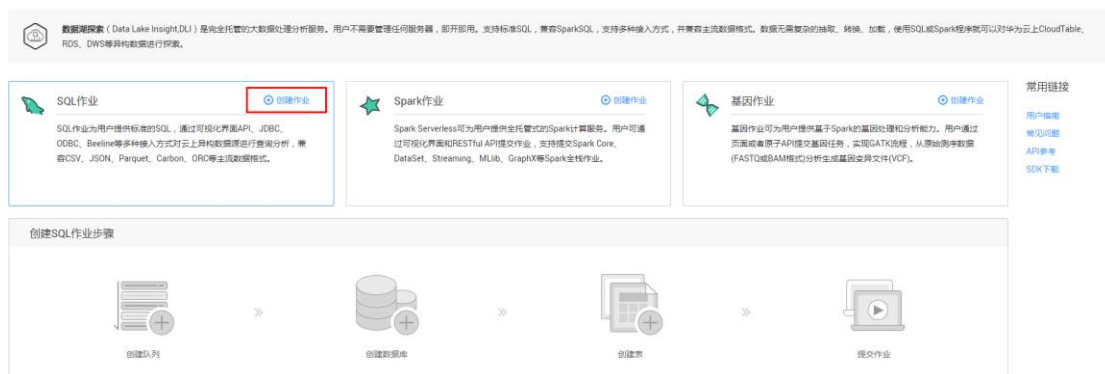 数据湖探索 ( Data Lake Insight,DLI ) 是完全托管的大数据处理分析服务。用户不需要管理任何服务器，即开即用。支持标准SQL，兼容SparkSQL，支持多种接入方式，并兼容主流数据格式。数据无需复杂的抽取、转换、加载，使用SQL或Spark程序就可以对华为云上CloudTable、
RDS、DWS等异构数据进行探索。
SQL作业
创建作业
SQL作业为用户提供标准的SQL，通过可视化界面API、JDBC、
ODBC、Beeline等多种接入方式对云上异构数据源进行查询分析，兼
容CSV、JSON、Parquet、Carbon、ORC等主流数据格式。
Spark作业
创建作业
Spark Serverless可为用户提供全托管式的Spark计算服务。用户可通
过可视化界面和RESTful API提交作业，支持提交Spark Core、
DataSet、Streaming、MLlib、GraphX等Spark全栈作业。
基因作业
创建作业
基因作业可为用户提供基于Spark的基因处理和分析能力。用户通过
页面或者原子API提交基因任务，实现GATK流程，从原始测序数据
(FASTQ或BAM格式)分析生成基因变异文件(VCF)。
常用链接
用户指南
常见问题
API参考
SDK下载
创建SQL作业步骤
创建队列
创建数据库
创建表
提交作业